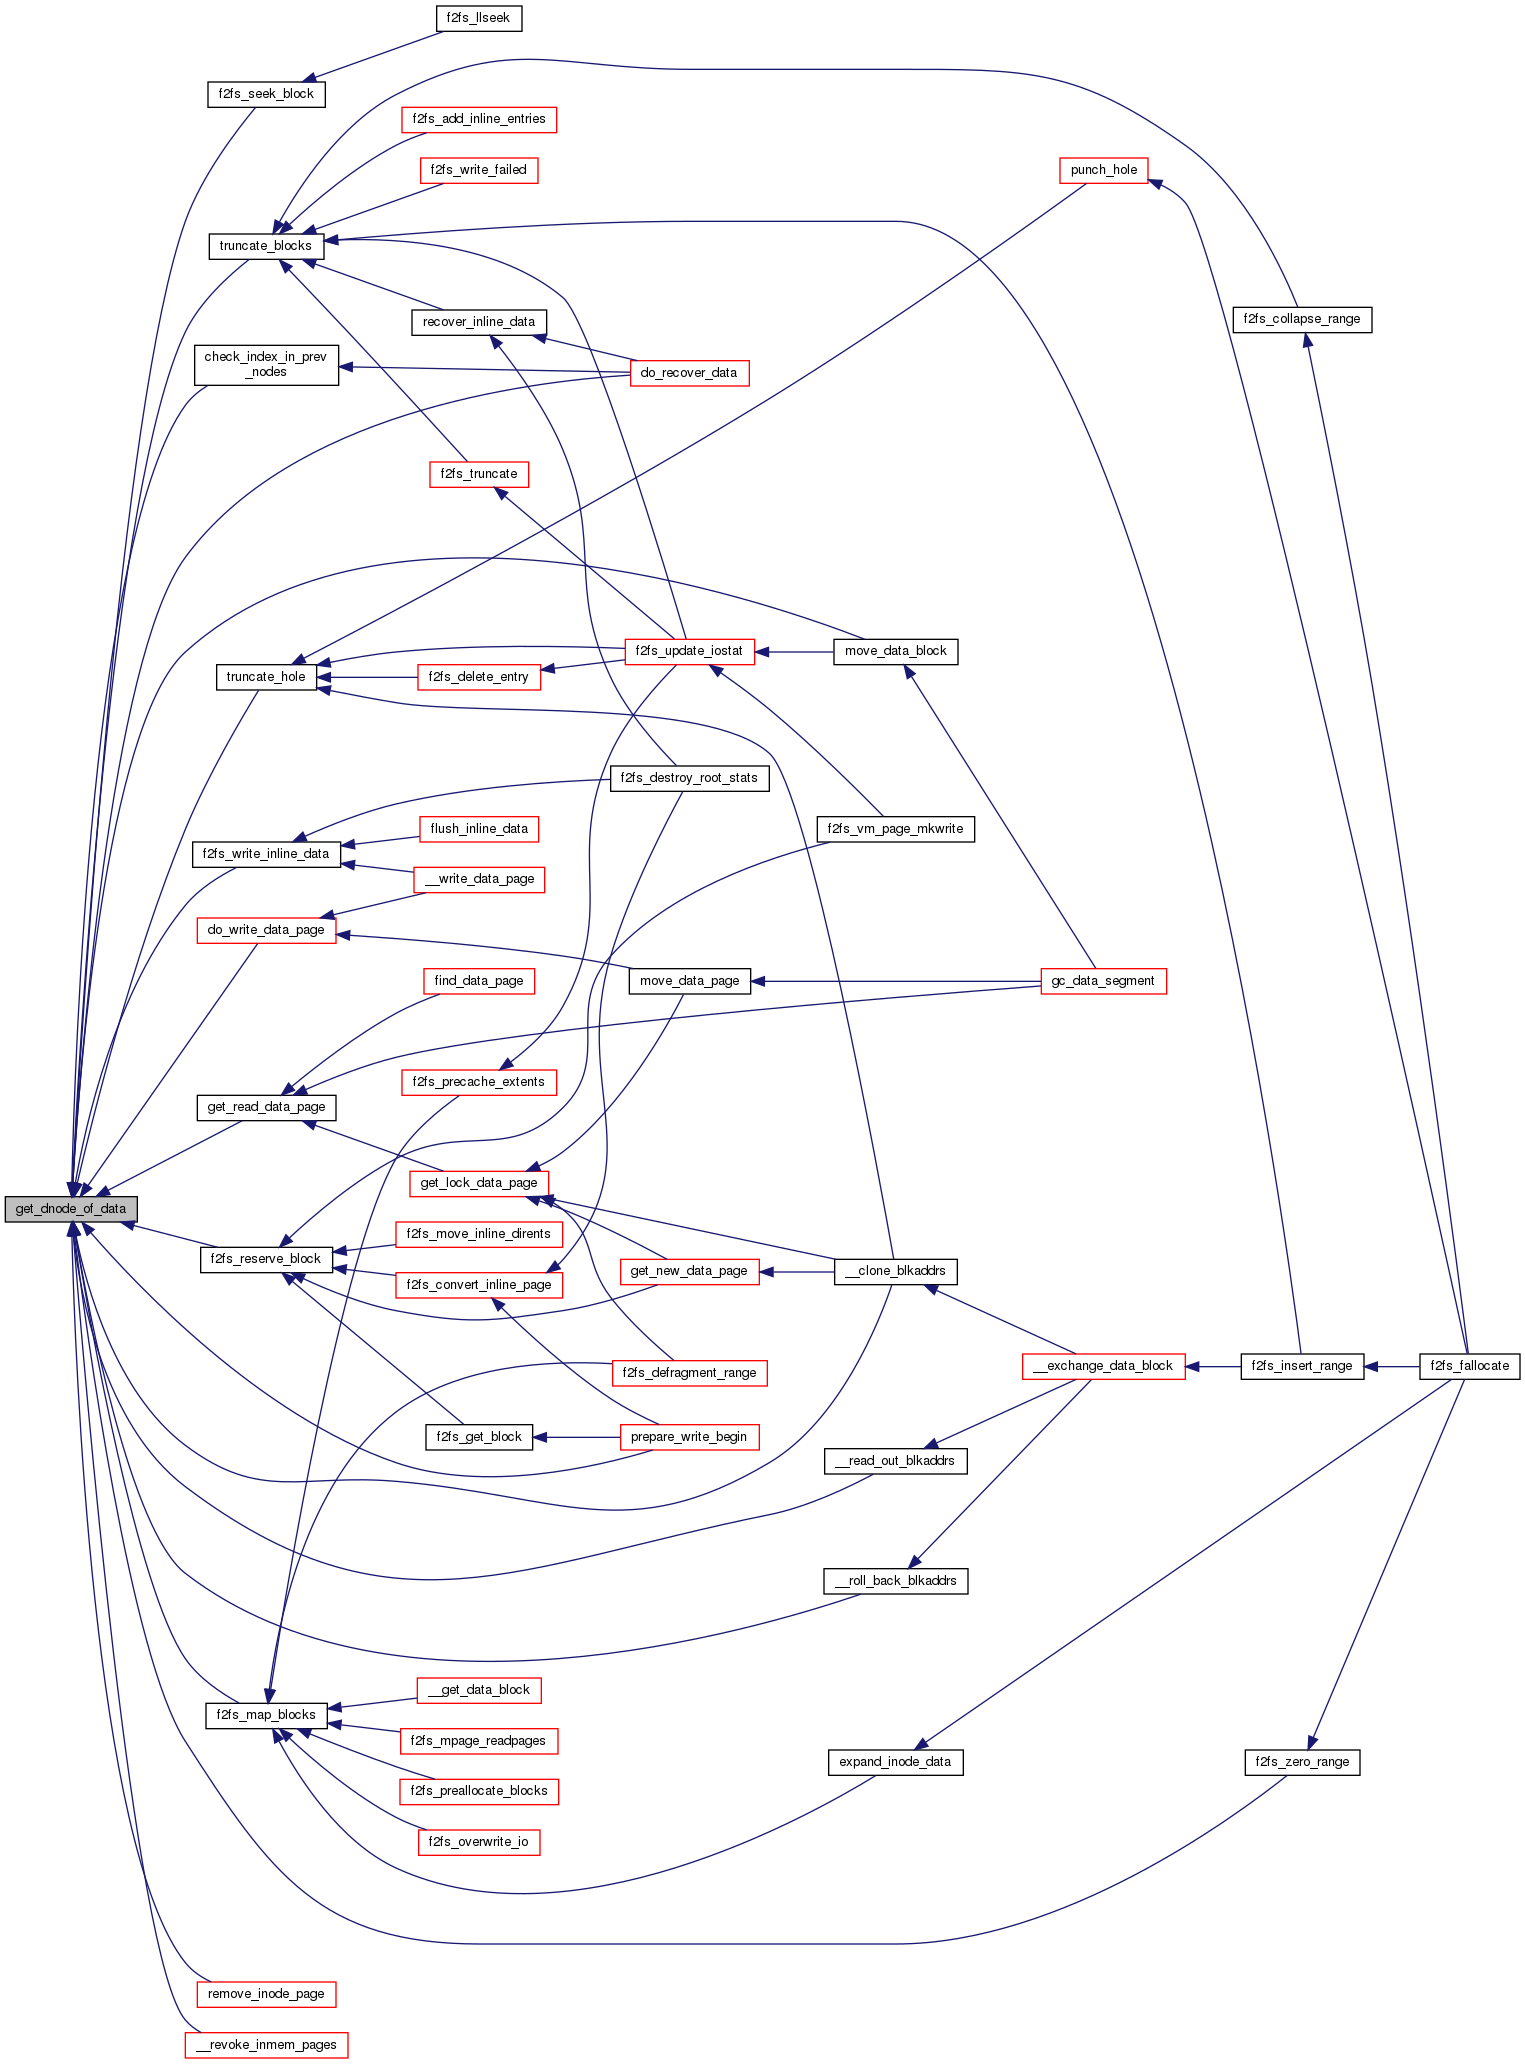 f2fs_llseek
f2fs_seek_block
f2fs_add_inline_entries
f2fs_write_failed
punch_hole
truncate_blocks
f2fs_collapse_range
recover_inline_data
check_index_in_prev
_nodes
do_recover_data
f2fs_truncate
f2fs_update_iostat
move_data_block
truncate_hole
f2fs_delete_entry
f2fs_destroy_root_stats
flush_inline_data
f2fs_vm_page_mkwrite
f2fs_write_inline_data
__write_data_page
do_write_data_page
find_data_page
move_data_page
gc_data_segment
f2fs_precache_extents
get_read_data_page
get_lock_data_page
get_dnode_of_data
f2fs_move_inline_dirents
f2fs_reserve_block
get_new_data_page
__clone_blkaddrs
f2fs_convert_inline_page
f2fs_defragment_range
__exchange_data_block
f2fs_insert_range
f2fs_fallocate
f2fs_get_block
prepare_write_begin
__read_out_blkaddrs
__roll_back_blkaddrs
__get_data_block
f2fs_map_blocks
f2fs_mpage_readpages
expand_inode_data
f2fs_zero_range
f2fs_preallocate_blocks
f2fs_overwrite_io
remove_inode_page
__revoke_inmem_pages